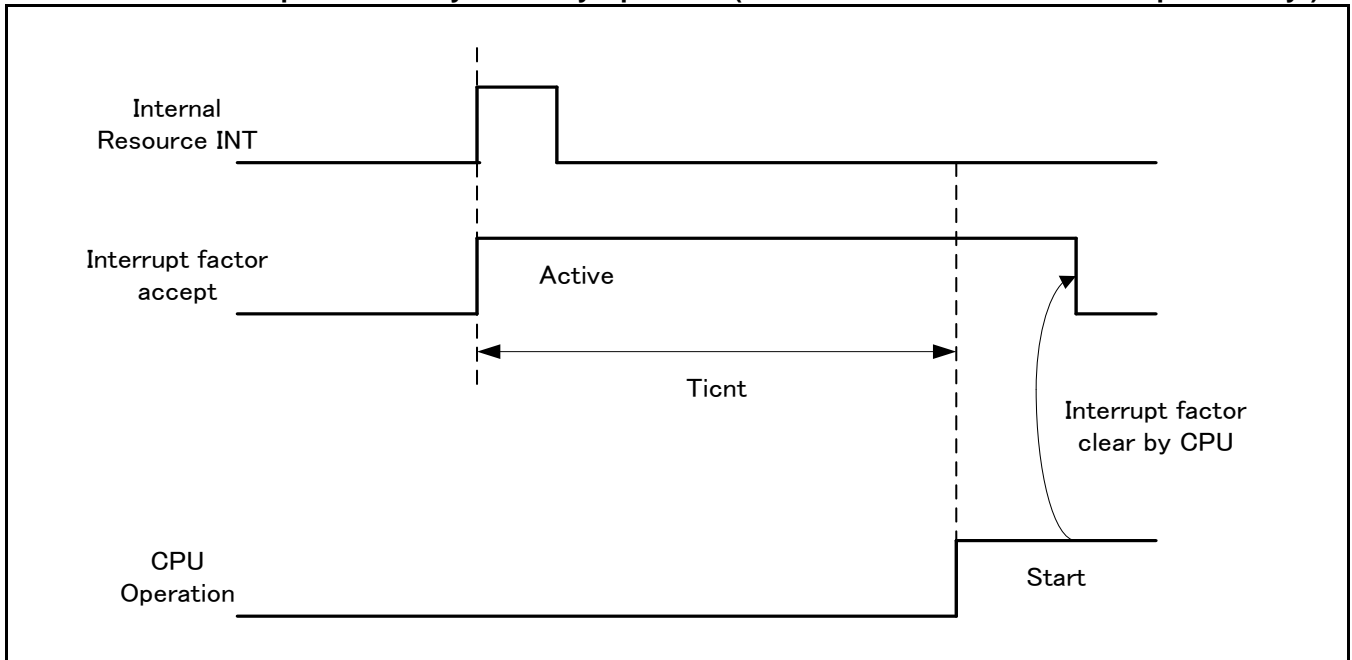 Internal
Resource INT
Interrupt factor
accept
Active
Ticnt
Interrupt factor
clear by CPU
CPU
Operation
Start